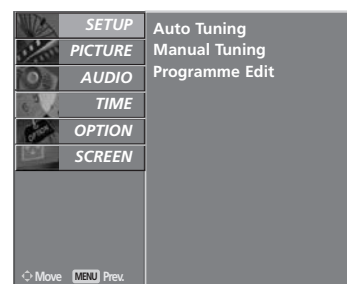 SETUP
PICTURE
AUDIO
TIME
OPTION
SCREEN
Auto Tuning
Manual Tuning
Programme Edit
Move MENU Prev.